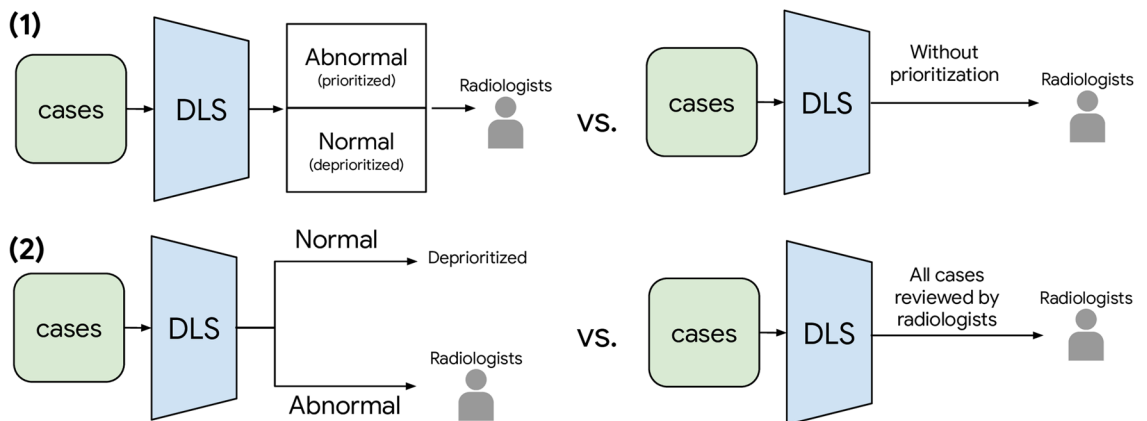 (1)
cases
DLS
Abnormal
(prioritized)
Normal
(deprioritized)
Radiologists
vs.
cases
DLS
Without
prioritization
Radiologists
(2)
cases
DLS
Normal
Deprioritized
Radiologists
Abnormal
vs.
cases
DLS
All cases
reviewed by
radiologists
Radiologists